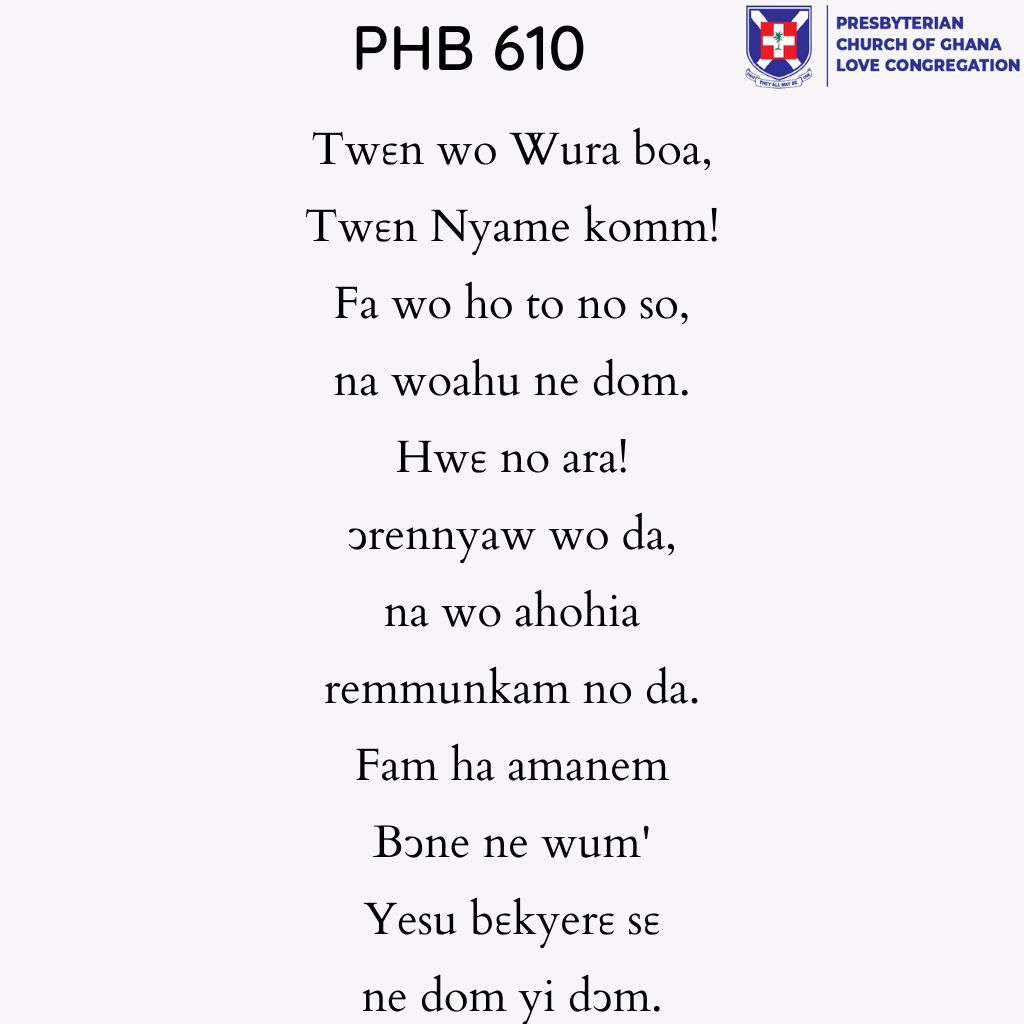 PHB 610
PRESBYTERIAN
CHURCH OF GHANA
LOVE CONGREGATION
THEY ALL MAY BE
Twɛn wo Wura boa,
Twɛn Nyame komm!
Fa wo ho to no so,
na woahu ne dom.
Hwɛ no ara!
ɔrennyaw wo da,
na wo ahohia
remmunkam no da.
Fam ha amanem
Bɔne ne wum'
Yesu bɛkyerɛ sɛ
ne dom yi dɔm.